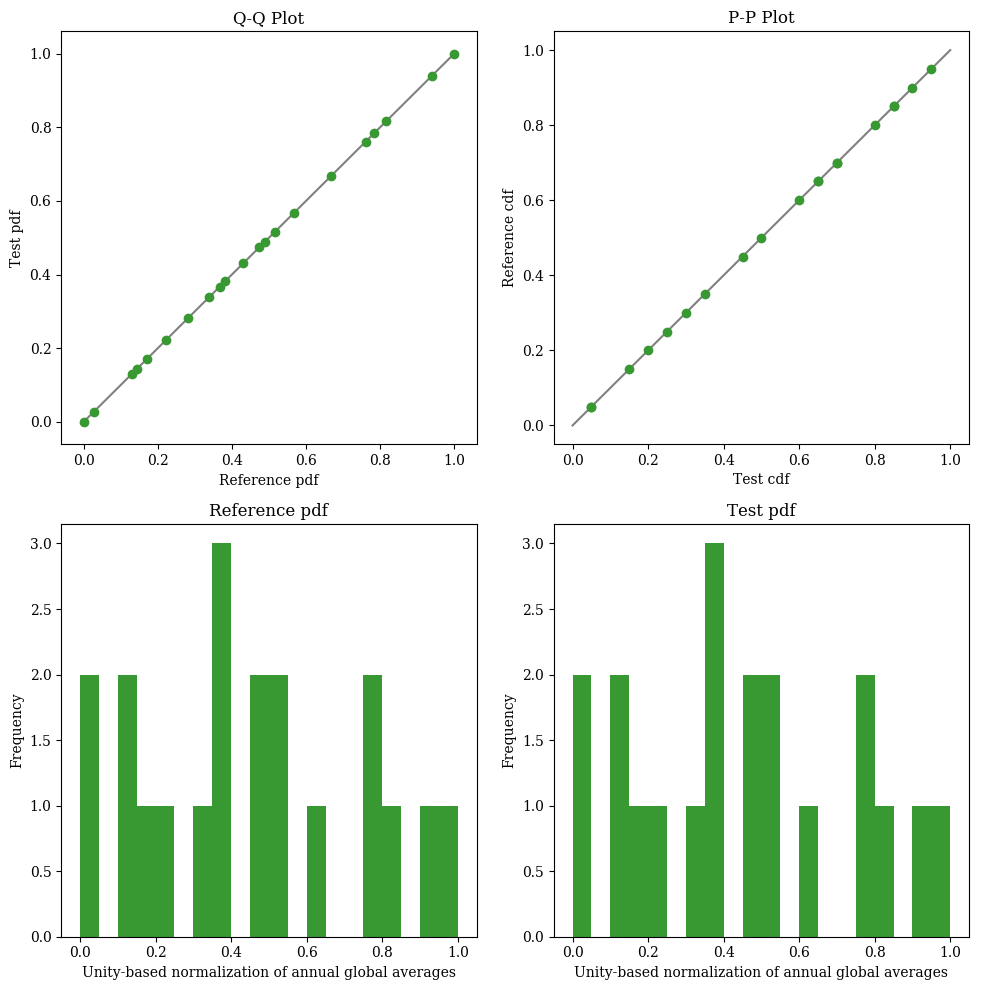 Q-Q Plot
Test pdf
1.0
0.8
0.6
0.4
0.2
0.0
0.0 0.2 0.4 0.6 0.8 1.0
Reference pdf
P-P Plot
Reference cdf
1.0
0.8
0.6
0.4
0.2
0.0
0.0 0.2 0.4 0.6 0.8 1.0
Test cdf
Reference pdf
Frequency
3.0
2.5
2.0
1.5
1.0
0.5
0.0
0.0 0.2 0.4 0.6 0.8 1.0
Unity-based normalization of annual global averages
Test pdf
Frequency
3.0
2.5
2.0
1.5
1.0
0.5
0.0
0.0 0.2 0.4 0.6 0.8 1.0
Unity-based normalization of annual global averages